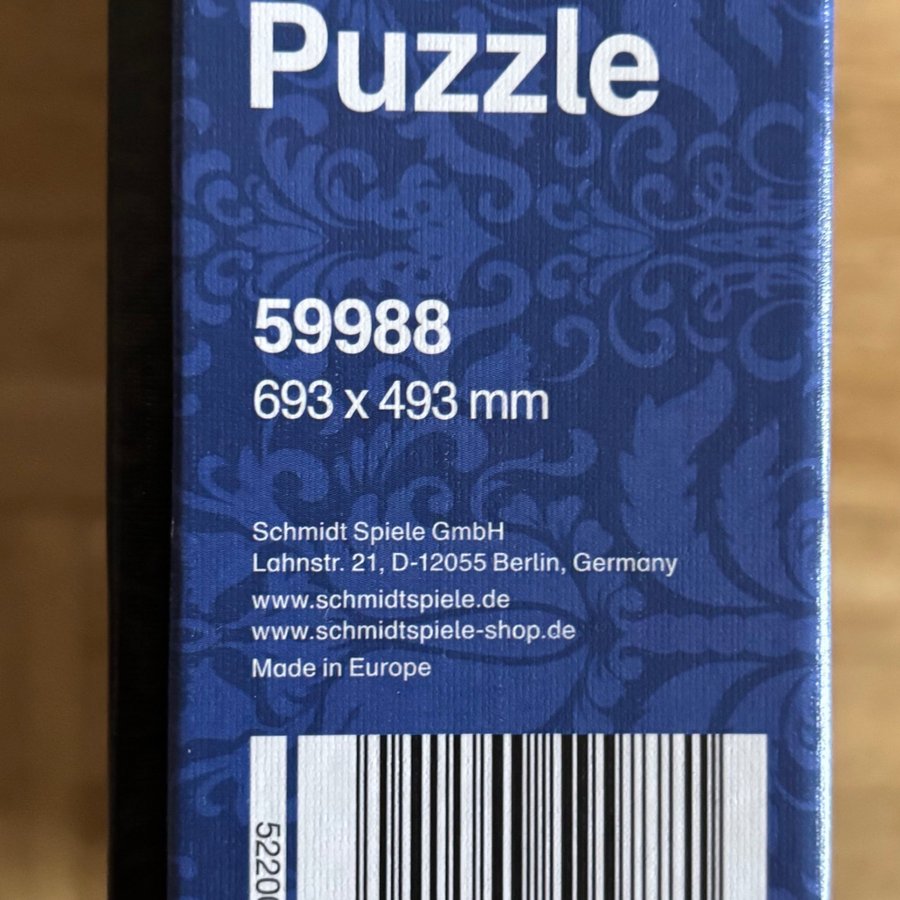 Puzzle
59988
693 x 493 mm
Schmidt Spiele GmbH
Lahnstr. 21, D-12055 Berlin, Germany
www.schmidtspiele.de
www.schmidtspiele-shop.de
Made in Europe
5220